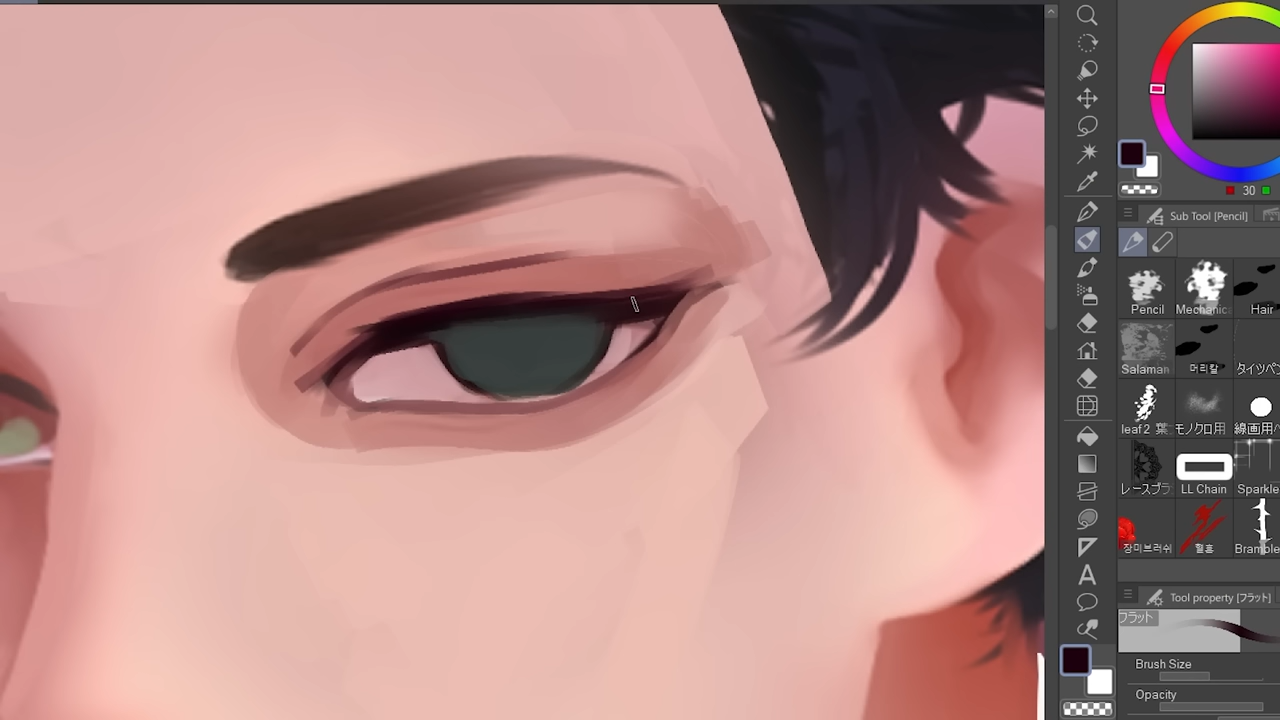 30
Sub Tool [Pencil]
Pencil
Mechanic
Hair
Salaman
머리칼
タイツペ
leaf2 葉
モノクロ用
線画用ペ
レースブラ
LL Chain
Sparkle
장미브러쉬
혈흔
Bramble
A
Tool property [フラット]
フラット
Brush Size
Opacity